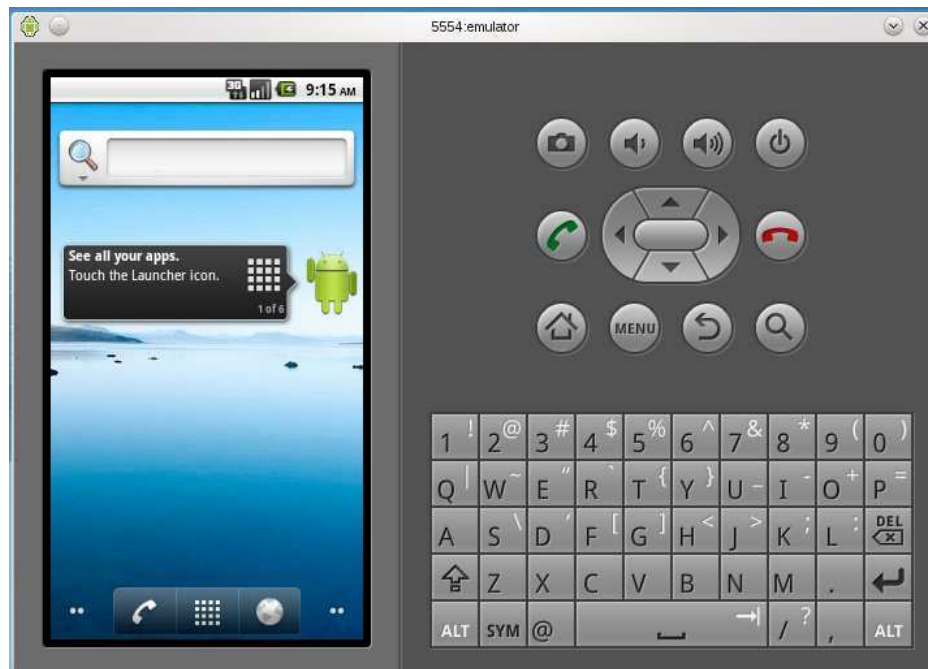 5554:emulator
3G
9:15 AM
See all your apps.
Touch the Launcher icon.
1 of 6
MENU
1 ! 2 @ 3 # 4 $ 5 % 6 ^ 7 & 8 * 9 ( 0 )
Q | W ~ E " R ` T { Y } U _ I - O + P =
A S \ D ' F [ G ] H < J > K ; L : DEL
Z X C V B N M .
ALT SYM @ / ? , ALT